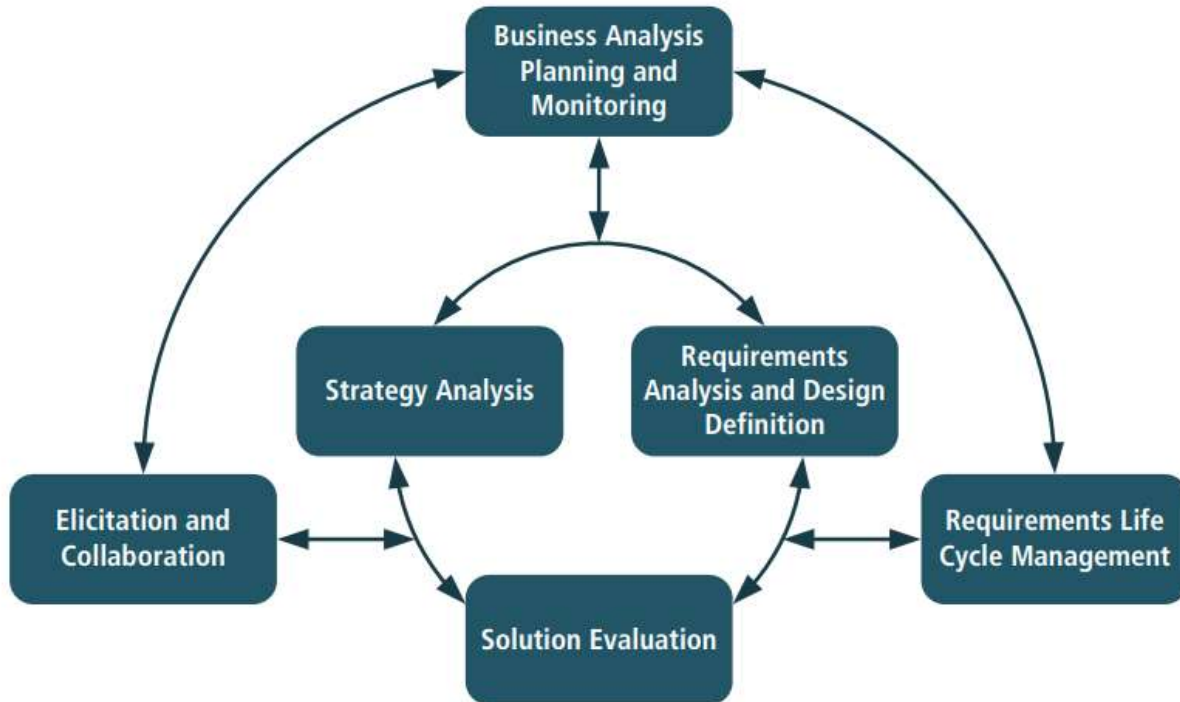 Business Analysis
Planning and
Monitoring
Strategy Analysis
Requirements
Analysis and Design
Definition
Elicitation and
Collaboration
Requirements Life
Cycle Management
Solution Evaluation